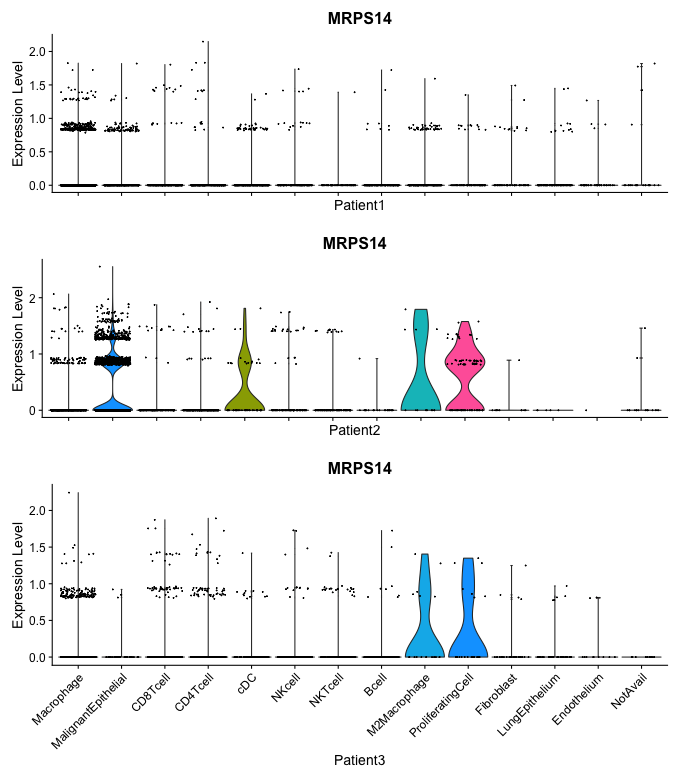 MRPS14
Expression Level
2.0
1.5
1.0
0.5
0.0
Patient1
MRPS14
Expression Level
2
1
0
Patient2
MRPS14
Expression Level
2.0
1.5
1.0
0.5
0.0
Macrophage
MalignantEpithelial
CD8Tcell
CD4Tcell
cDC
NKcell
NKTcell
Bcell
M2Macrophage
ProliferatingCell
Fibroblast
LungEpithelium
Endothelium
NotAvail
Patient3